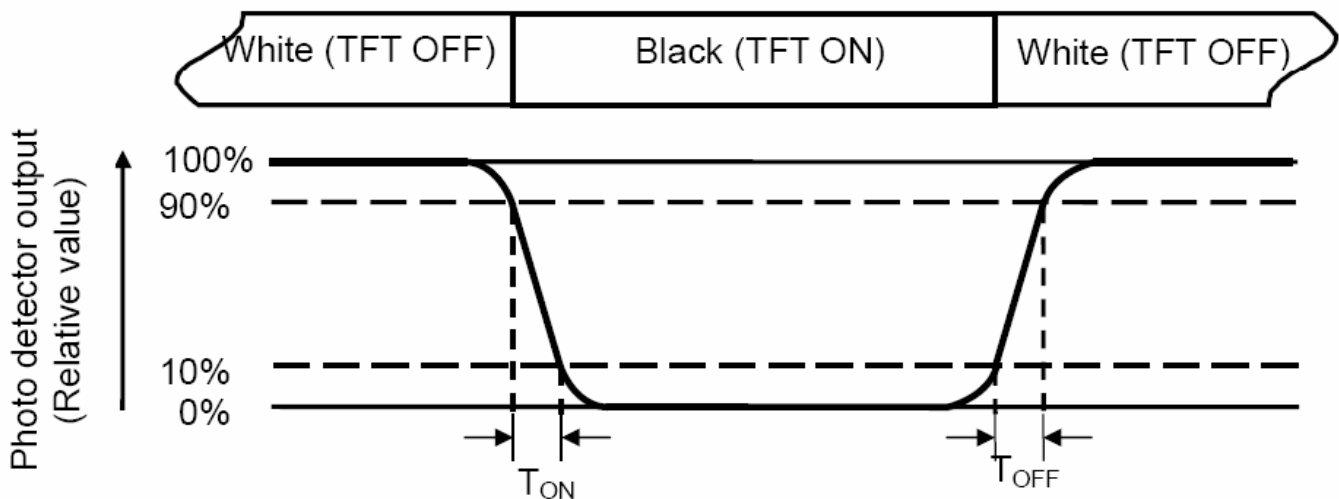 White (TFT OFF)
Black (TFT ON)
White (TFT OFF)
Photo detector output
(Relative value)
100%
90%
10%
0%
TON
TOFF